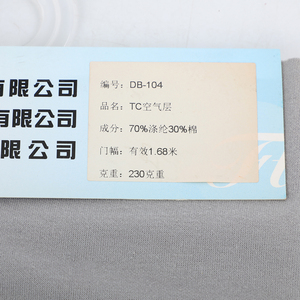 有限公司
有限公司
限公司
编号: DB-104
品名: TC空气层
成分: 70%涤纶30%棉
门幅: 有效1.68米
克重: 230克重